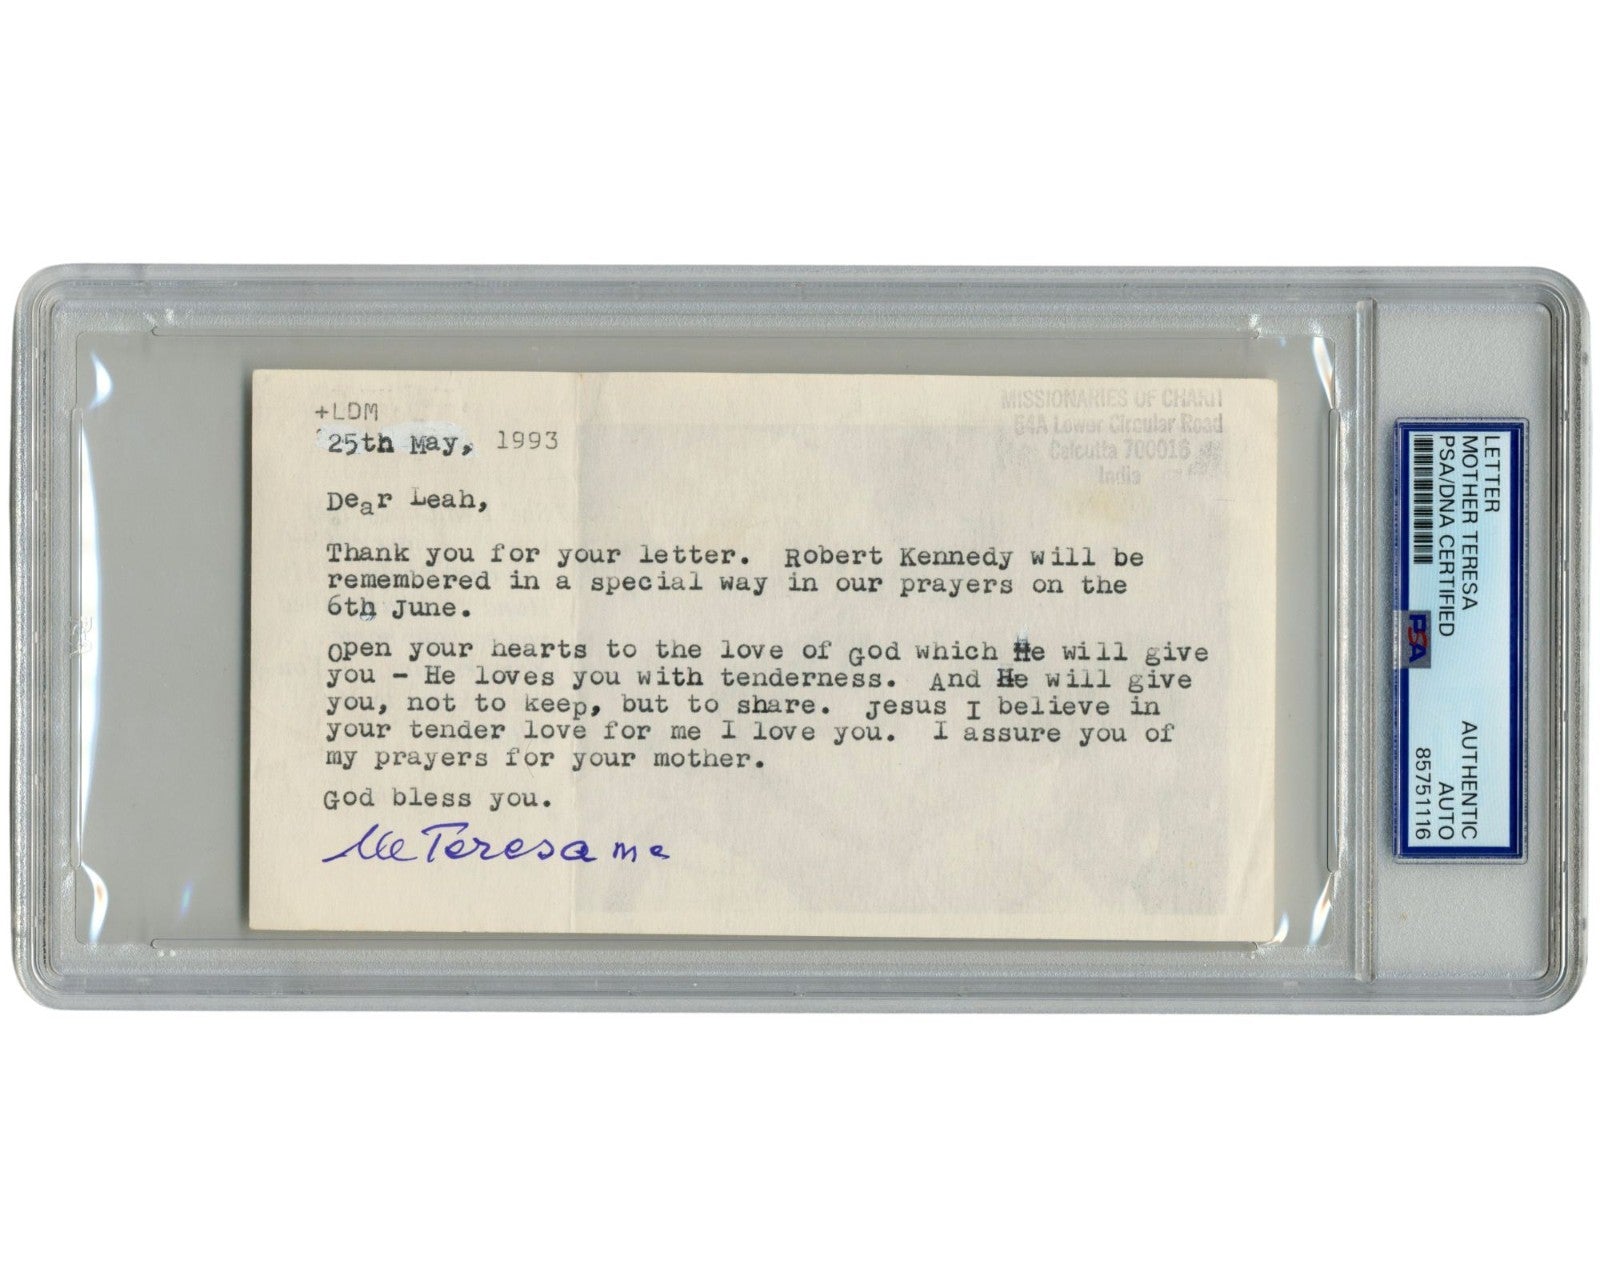 +LDM
25th May, 1993
MISSIONARIES OF CHARIT
54A Lower Circular Road
Calcutta 700016
India
Dear Leah,
Thank you for your letter. Robert Kennedy will be
remembered in a special way in our prayers on the
6th June.
Open your hearts to the love of God which He will give
you - He loves you with tenderness. And He will give
you, not to keep, but to share. Jesus I believe in
your tender love for me I love you. I assure you of
my prayers for your mother.
God bless you.
M Teresa mc
LETTER
MOTHER TERESA
PSA/DNA CERTIFIED
PSA
AUTHENTIC
AUTO
85751116